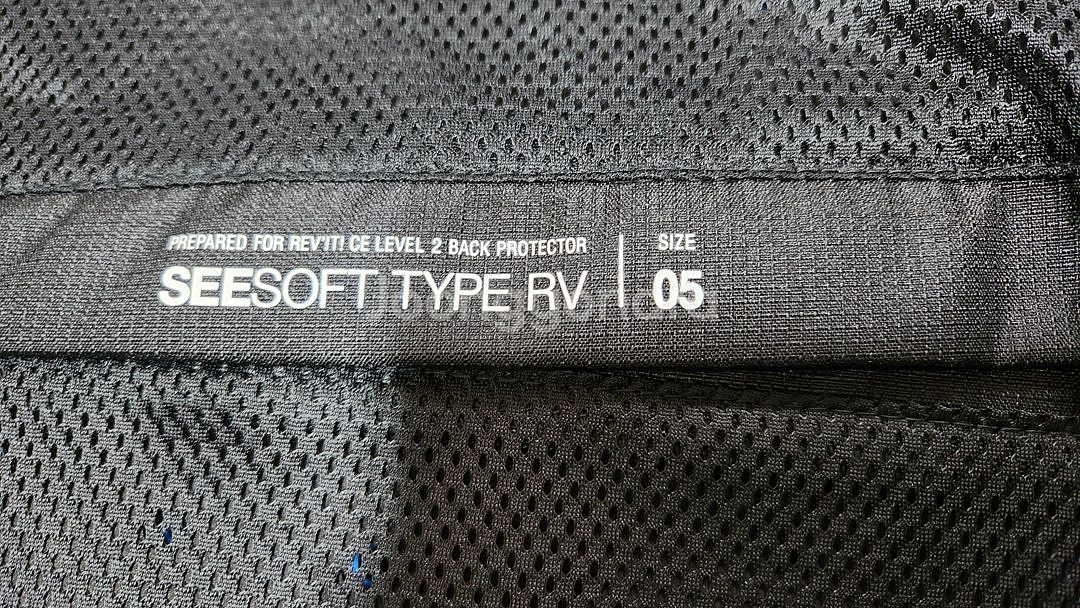 PREPARED FOR REV'IT! CE LEVEL 2 BACK PROTECTOR
SEESOFT TYPE RV
SIZE
05